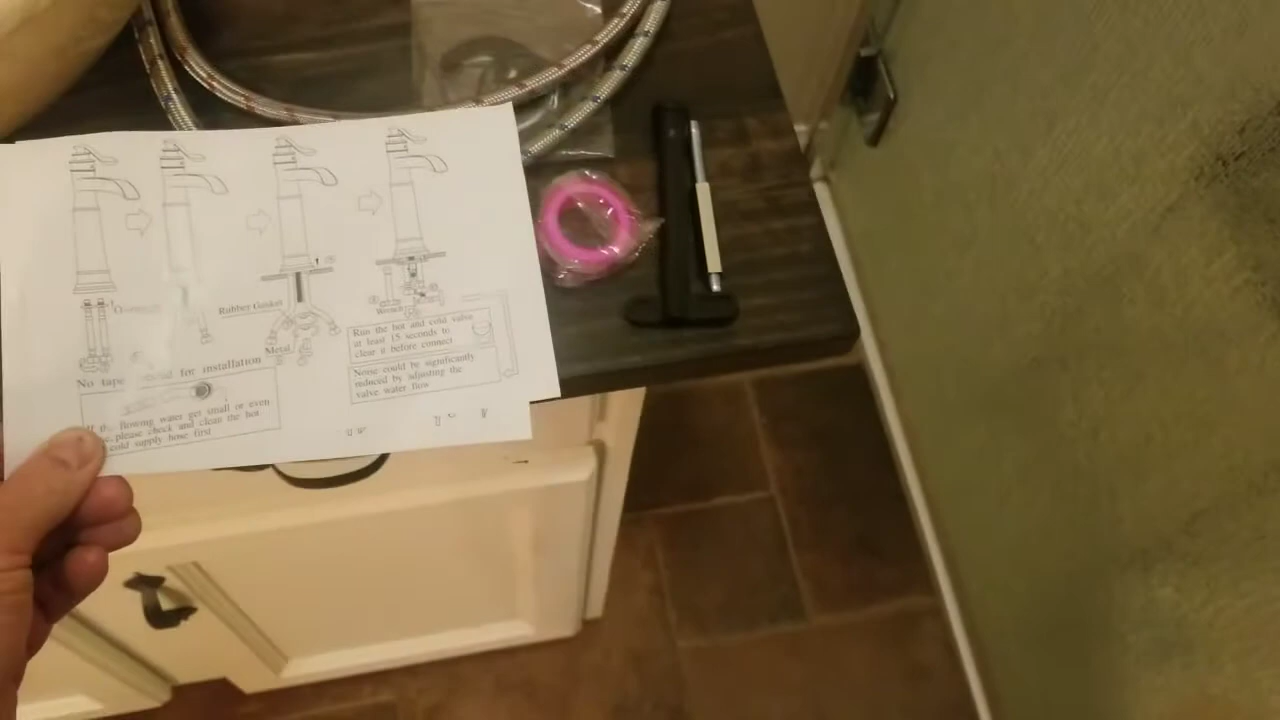 Rubber Gasket
Wrench
Metal
No tape for installation
Run the hot and cold valve
at least 15 seconds to
clear it before connect
Noise could be significantly
reduced by adjusting the
valve water flow
If the flowing water get small or even
please check and clean the hot
cold supply hose first